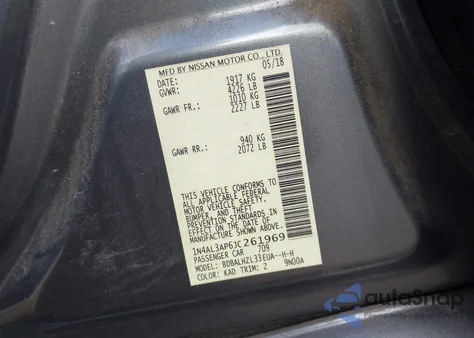 MFD BY NISSAN MOTOR CO., LTD.
DATE: 05/18
GVWR: 1917 KG
4226 LB
GAWR FR.: 1010 KG
2227 LB
GAWR RR.: 940 KG
2072 LB
THIS VEHICLE CONFORMS TO ALL
APPLICABLE FEDERAL
MOTOR VEHICLE SAFETY,
BUMPER, AND THEFT
PREVENTION STANDARDS IN
EFFECT ON THE DATE OF
MANUFACTURE SHOWN ABOVE.
1N4AL3AP6JC261969
PASSENGER CAR 709
MODEL: BDBALHZL33EUA--H-H
COLOR: KAD TRIM: Z 9N00A
autoSnap